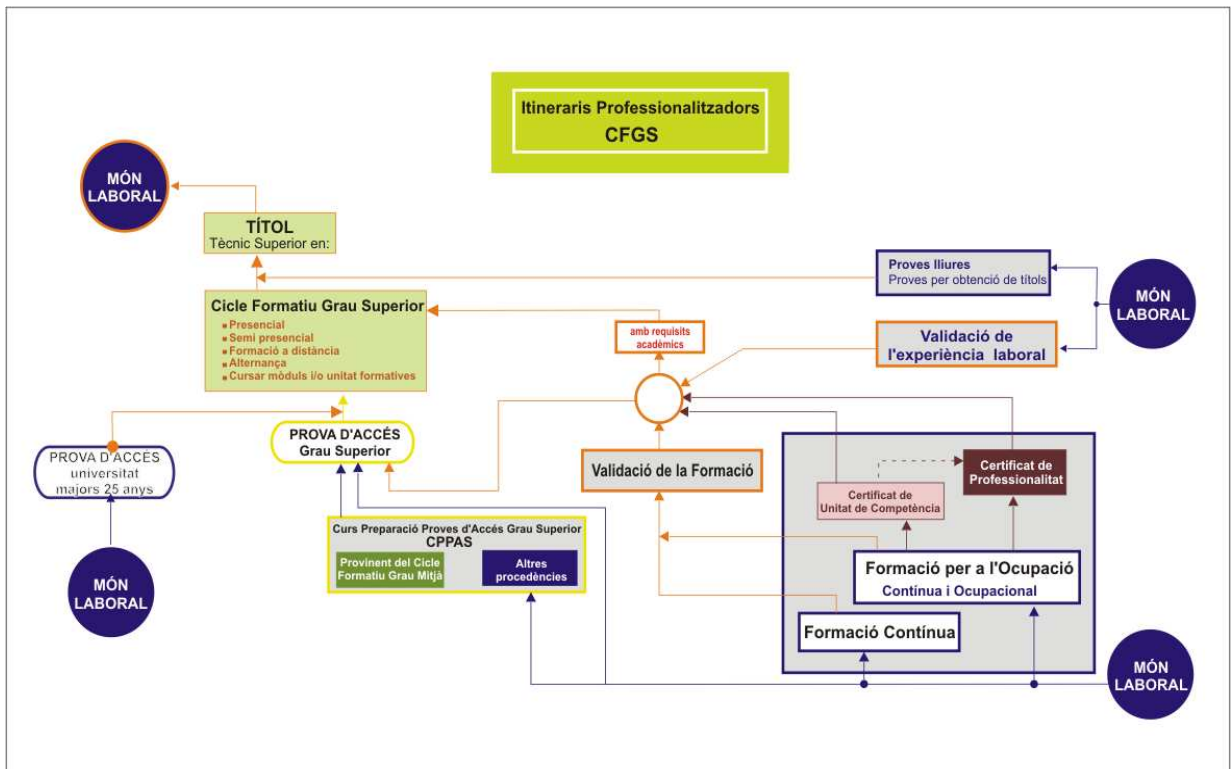 Itineraris Professionalitzadors
CFGS
MÓN
LABORAL
TÍTOL
Tècnic Superior en:
Proves lliures
Proves per obtenció de títols
MÓN
LABORAL
Cicle Formatiu Grau Superior
Presencial
Semi presencial
Formació a distància
Alternança
Cursar mòduls i/o unitat formatives
amb requisits
acadèmics
Validació de
l'experiència laboral
PROVA D'ACCÉS
Grau Superior
PROVA D'ACCÉS
universitat
majors 25 anys
Validació de la Formació
Certificat de
Professionalitat
Certificat de
Unitat de Competència
Curs Preparació Proves d'Accés Grau Superior
CPPAS
Provinent del Cicle
Formatiu Grau Mitjà
Altres
procedències
MÓN
LABORAL
Formació per a l'Ocupació
Contínua i Ocupacional
Formació Contínua
MÓN
LABORAL